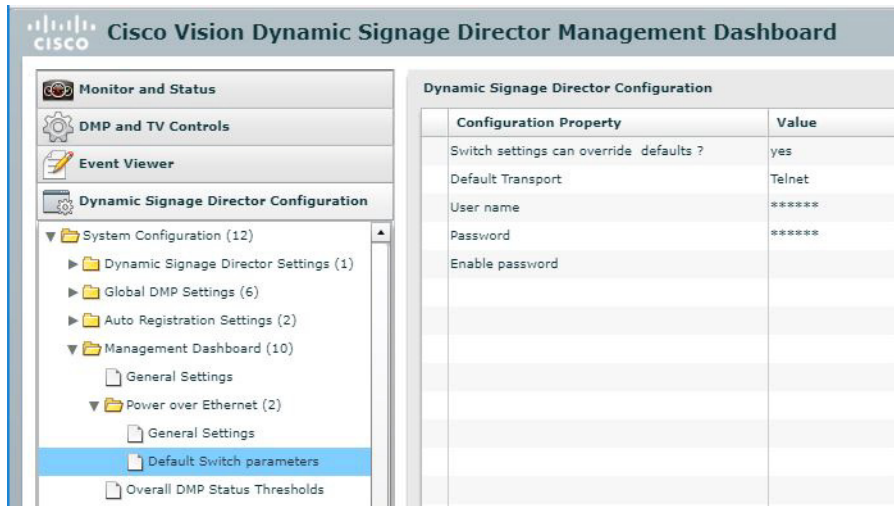 CISCO Cisco Vision Dynamic Signage Director Management Dashboard
Monitor and Status
DMP and TV Controls
Event Viewer
Dynamic Signage Director Configuration
System Configuration (12)
Dynamic Signage Director Settings (1)
Global DMP Settings (6)
Auto Registration Settings (2)
Management Dashboard (10)
General Settings
Power over Ethernet (2)
General Settings
Default Switch parameters
Overall DMP Status Thresholds
Dynamic Signage Director Configuration
Configuration Property Value
Switch settings can override defaults ? yes
Default Transport Telnet
User name ******
Password ******
Enable password